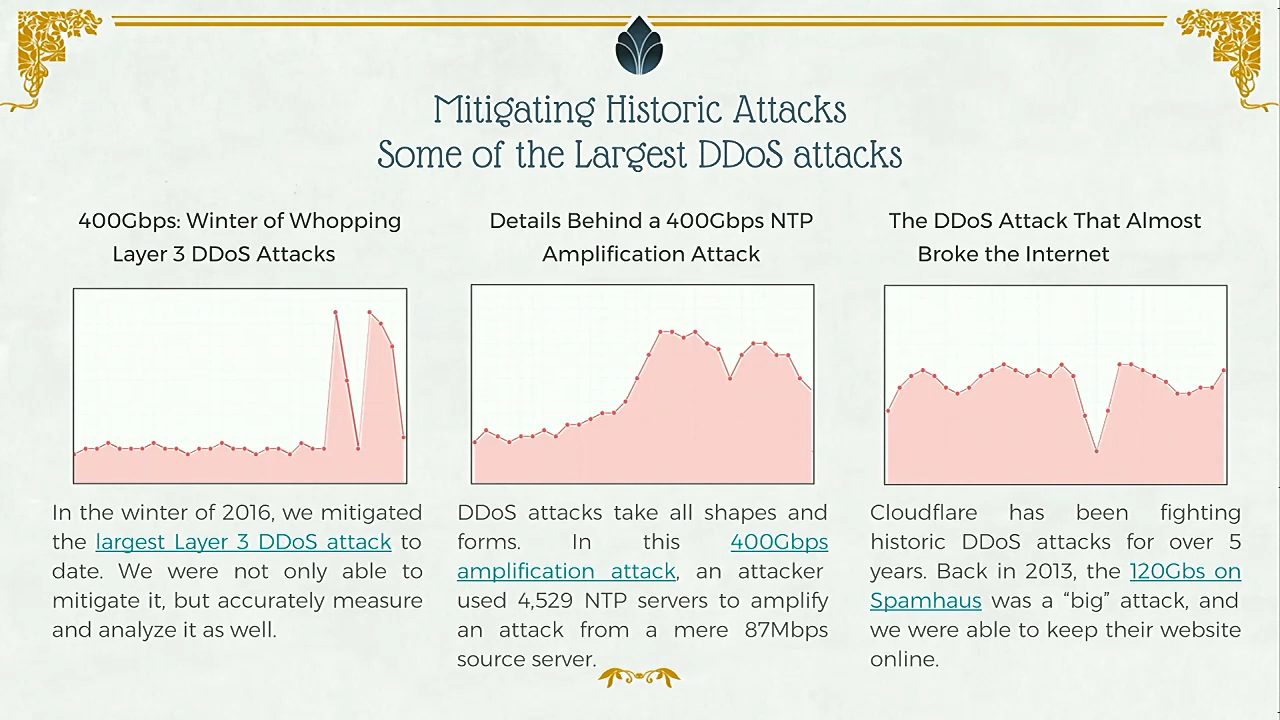 Mitigating Historic Attacks
Some of the Largest DDoS attacks
400Gbps: Winter of Whopping
Layer 3 DDoS Attacks
In the winter of 2016, we mitigated
the largest Layer 3 DDoS attack to
date. We were not only able to
mitigate it, but accurately measure
and analyze it as well.
Details Behind a 400Gbps NTP
Amplification Attack
DDoS attacks take all shapes and
forms. In this 400Gbps
amplification attack, an attacker
used 4,529 NTP servers to amplify
an attack from a mere 87Mbps
source server.
The DDoS Attack That Almost
Broke the Internet
Cloudflare has been fighting
historic DDoS attacks for over 5
years. Back in 2013, the 120Gbs on
Spamhaus was a “big” attack, and
we were able to keep their website
online.